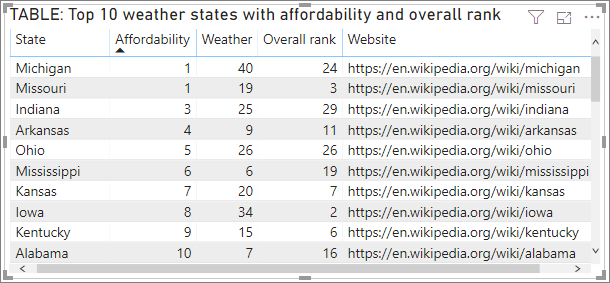 TABLE: Top 10 weather states with affordability and overall rank
State Affordability Weather Overall rank Website
Michigan 1 40 24 https://en.wikipedia.org/wiki/michigan
Missouri 1 19 3 https://en.wikipedia.org/wiki/missouri
Indiana 3 25 29 https://en.wikipedia.org/wiki/indiana
Arkansas 4 9 11 https://en.wikipedia.org/wiki/arkansas
Ohio 5 26 26 https://en.wikipedia.org/wiki/ohio
Mississippi 6 6 19 https://en.wikipedia.org/wiki/mississippi
Kansas 7 20 7 https://en.wikipedia.org/wiki/kansas
Iowa 8 34 2 https://en.wikipedia.org/wiki/iowa
Kentucky 9 15 6 https://en.wikipedia.org/wiki/kentucky
Alabama 10 7 16 https://en.wikipedia.org/wiki/alabama